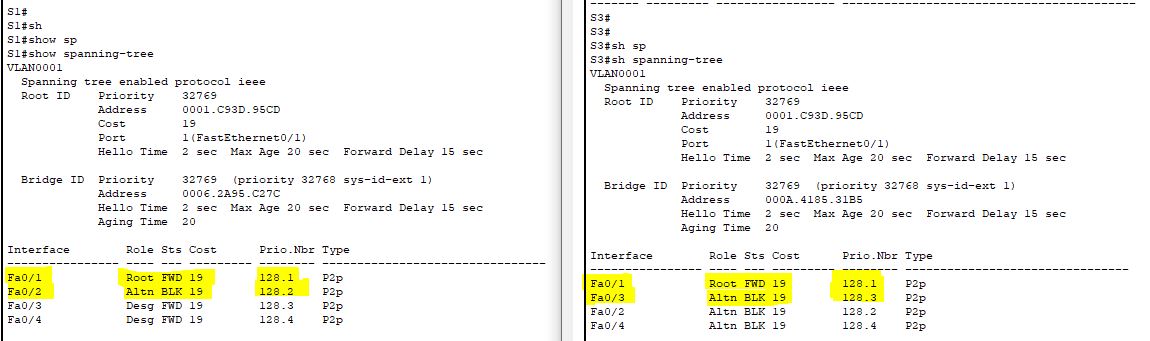 S1#
S1#sh
S1#show sp
S1#show spanning-tree
VLAN0001
  Spanning tree enabled protocol ieee
  Root ID    Priority    32769
             Address     0001.C93D.95CD
             Cost        19
             Port        1(FastEthernet0/1)
             Hello Time  2 sec  Max Age 20 sec  Forward Delay 15 sec

  Bridge ID  Priority    32769  (priority 32768 sys-id-ext 1)
             Address     0006.2A95.C27C
             Hello Time  2 sec  Max Age 20 sec  Forward Delay 15 sec
             Aging Time  20

Interface        Role Sts Cost      Prio.Nbr Type
---------------- ---- --- --------- -------- --------------------------------
Fa0/1            Root FWD 19        128.1    P2p
Fa0/2            Altn BLK 19        128.2    P2p
Fa0/3            Desg FWD 19        128.3    P2p
Fa0/4            Desg FWD 19        128.4    P2p

S3#
S3#
S3#sh sp
S3#sh spanning-tree
VLAN0001
  Spanning tree enabled protocol ieee
  Root ID    Priority    32769
             Address     0001.C93D.95CD
             Cost        19
             Port        1(FastEthernet0/1)
             Hello Time  2 sec  Max Age 20 sec  Forward Delay 15 sec

  Bridge ID  Priority    32769  (priority 32768 sys-id-ext 1)
             Address     000A.4185.31B5
             Hello Time  2 sec  Max Age 20 sec  Forward Delay 15 sec
             Aging Time  20

Interface        Role Sts Cost      Prio.Nbr Type
---------------- ---- --- --------- -------- --------------------------------
Fa0/1            Root FWD 19        128.1    P2p
Fa0/3            Altn BLK 19        128.3    P2p
Fa0/2            Altn BLK 19        128.2    P2p
Fa0/4            Altn BLK 19        128.4    P2p